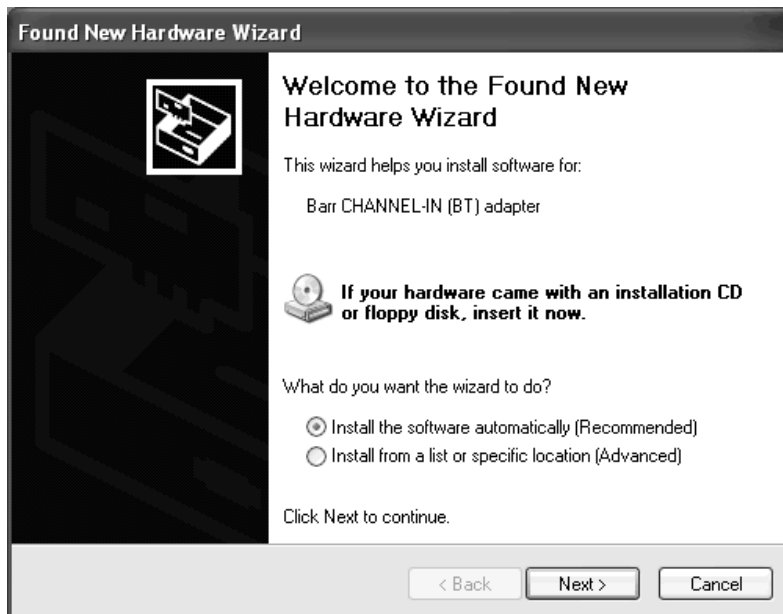 Found New Hardware Wizard
Welcome to the Found New
Hardware Wizard
This wizard helps you install software for:
Barr CHANNEL-IN (BT) adapter
If your hardware came with an installation CD
or floppy disk, insert it now.
What do you want the wizard to do?
Install the software automatically (Recommended)
Install from a list or specific location (Advanced)
Click Next to continue.
< Back Next > Cancel